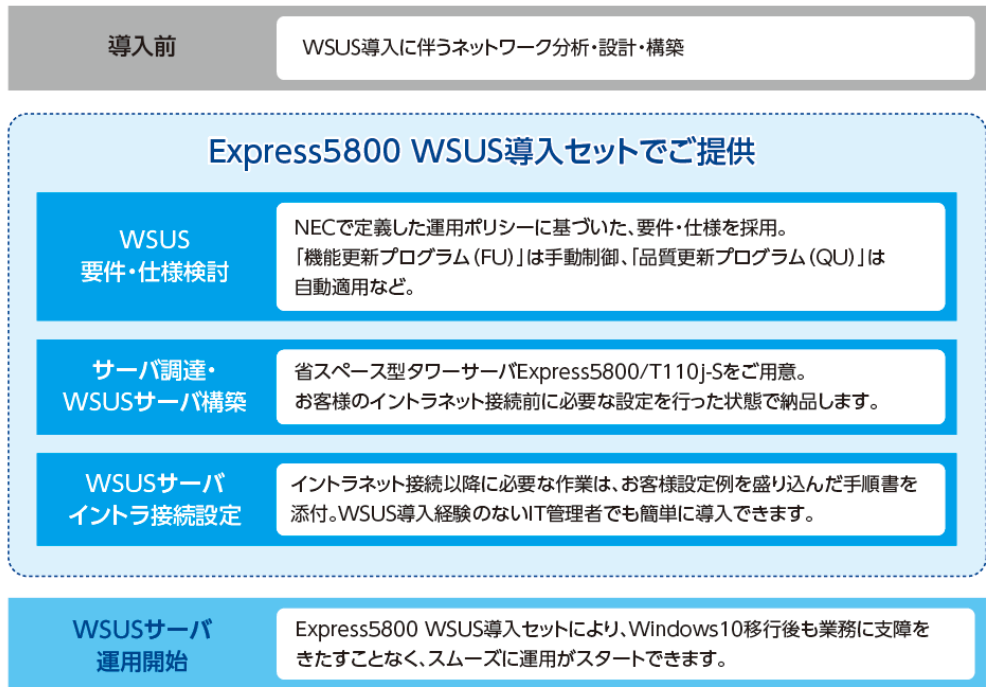 導入前
WSUS導入に伴うネットワーク分析・設計・構築
Express5800 WSUS導入セットでご提供
WSUS
要件・仕様検討
NECで定義した運用ポリシーに基づいた、要件・仕様を採用。
「機能更新プログラム(FU)」は手動制御、「品質更新プログラム(QU)」は
自動適用など。
サーバ調達・
WSUSサーバ構築
省スペース型タワーサーバExpress5800/T110j-Sをご用意。
お客様のイントラネット接続前に必要な設定を行った状態で納品します。
WSUSサーバ
イントラ接続設定
イントラネット接続以降に必要な作業は、お客様設定例を盛り込んだ手順書を
添付。WSUS導入経験のないIT管理者でも簡単に導入できます。
WSUSサーバ
運用開始
Express5800 WSUS導入セットにより、Windows10移行後も業務に支障を
きたすことなく、スムーズに運用がスタートできます。